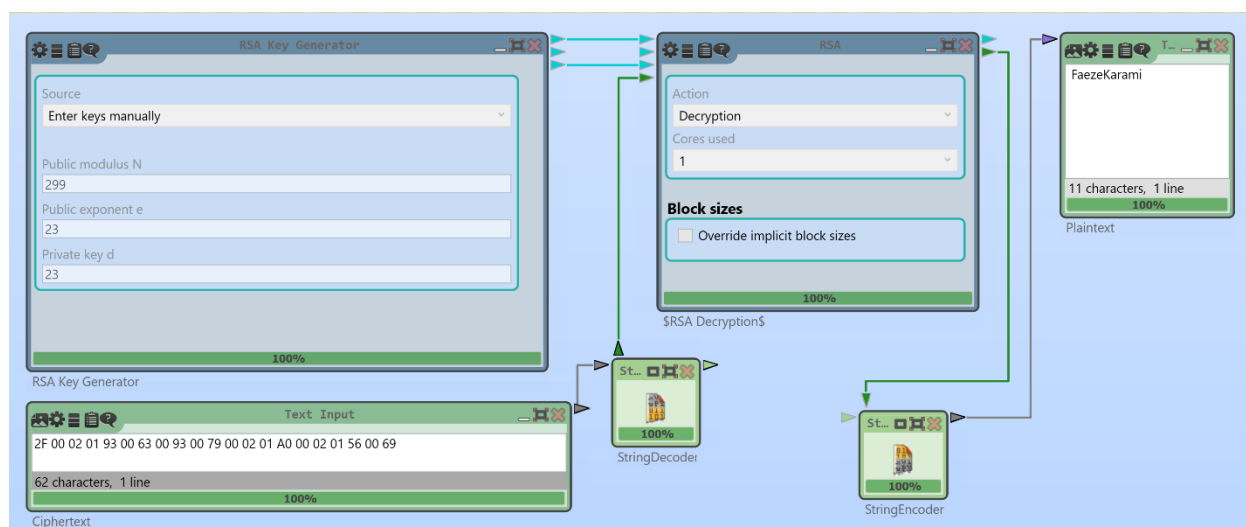 RSA Key Generator
Source
Enter keys manually
Public modulus N
299
Public exponent e
23
Private key d
23
100%
RSA Key Generator
RSA
Action
Decryption
Cores used
1
Block sizes
Override implicit block sizes
100%
$RSA Decryption$
T...
FaezeKarami
11 characters, 1 line
100%
Plaintext
Text Input
2F 00 02 01 93 00 63 00 93 00 79 00 02 01 A0 00 02 01 56 00 69
62 characters, 1 line
100%
Ciphertext
St...
100%
StringDecoder
St...
100%
StringEncoder